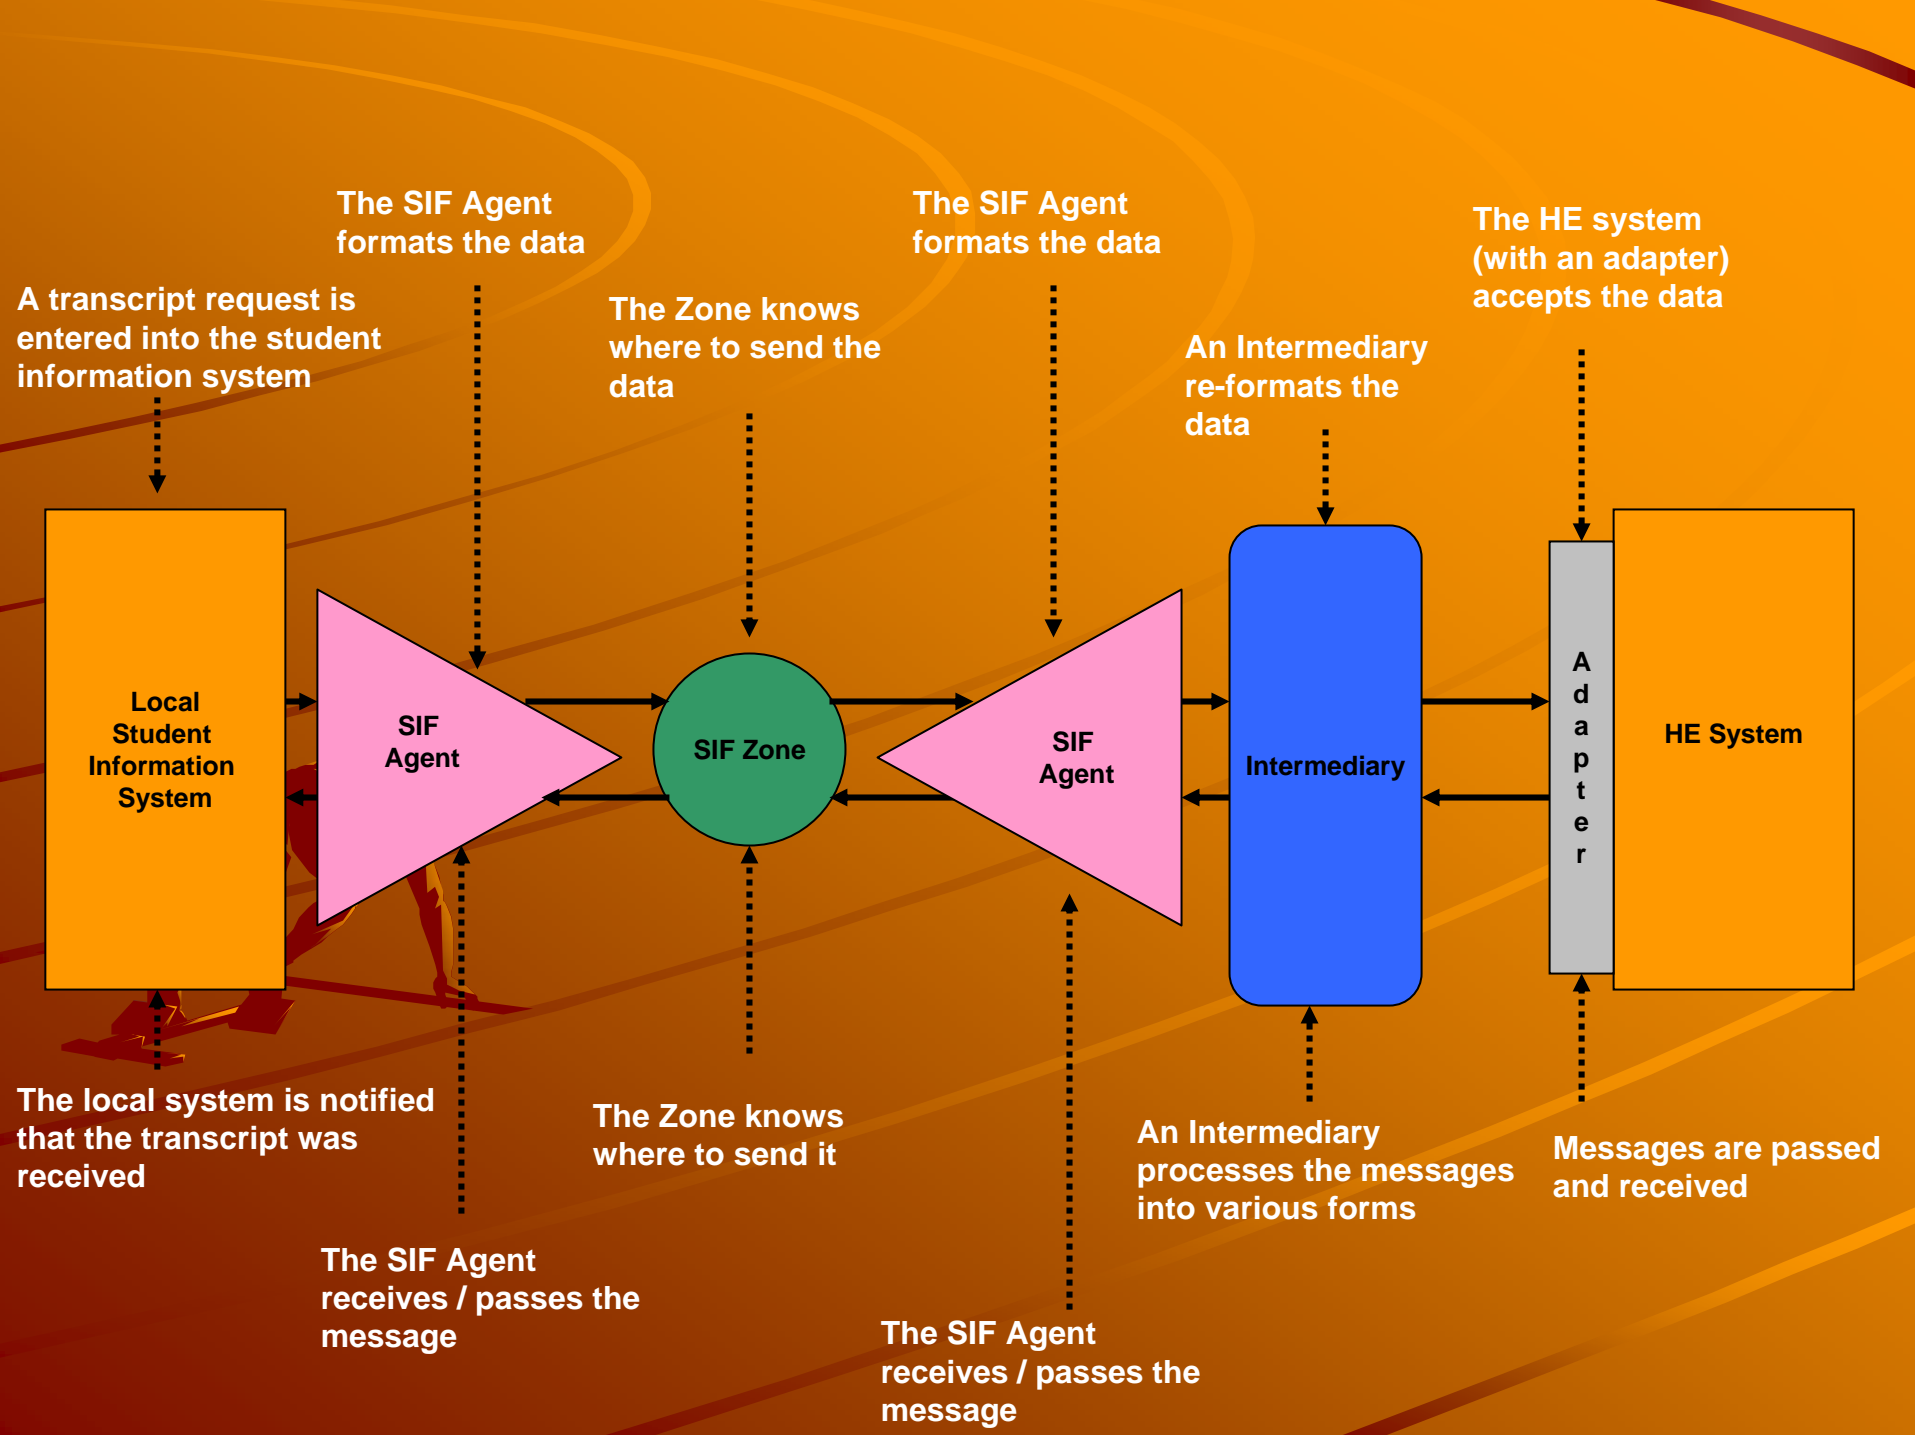 The SIF Agent
formats the data
The SIF Agent
formats the data
The HE system
(with an adapter)
accepts the data
A transcript request is
entered into the student
information system
The Zone knows
where to send the
data
An Intermediary
re-formats the
data
Local
Student
Information
System
SIF
Agent
SIF Zone
SIF
Agent
Intermediary
A
d
a
p
t
e
r
HE System
The local system is notified
that the transcript was
received
The Zone knows
where to send it
An Intermediary
processes the messages
into various forms
Messages are passed
and received
The SIF Agent
receives / passes the
message
The SIF Agent
receives / passes the
message